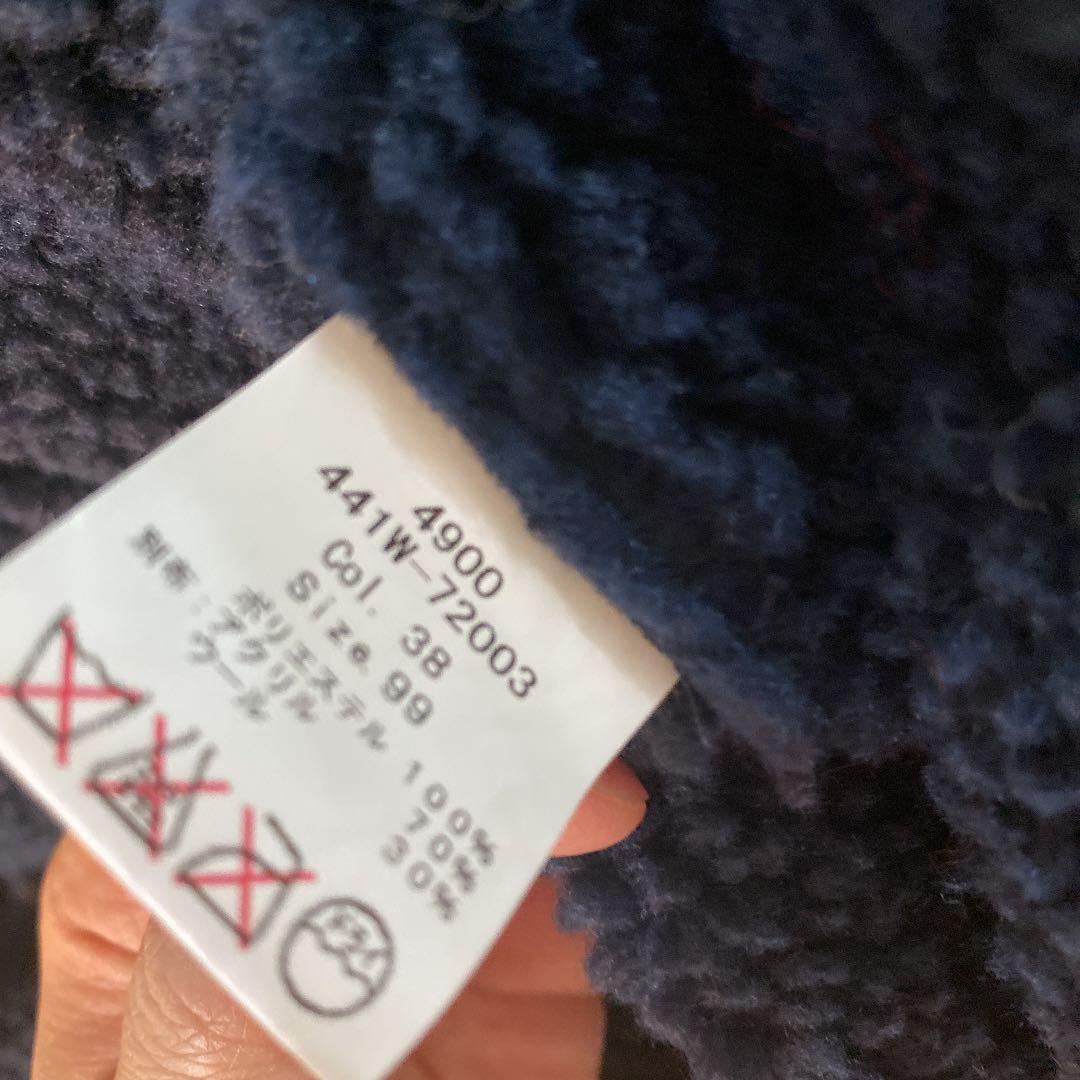 4900
441W-72003
Col. 38
Size. 99
ポリエステル 100%
別布:アクリル 70%
ウール 30%